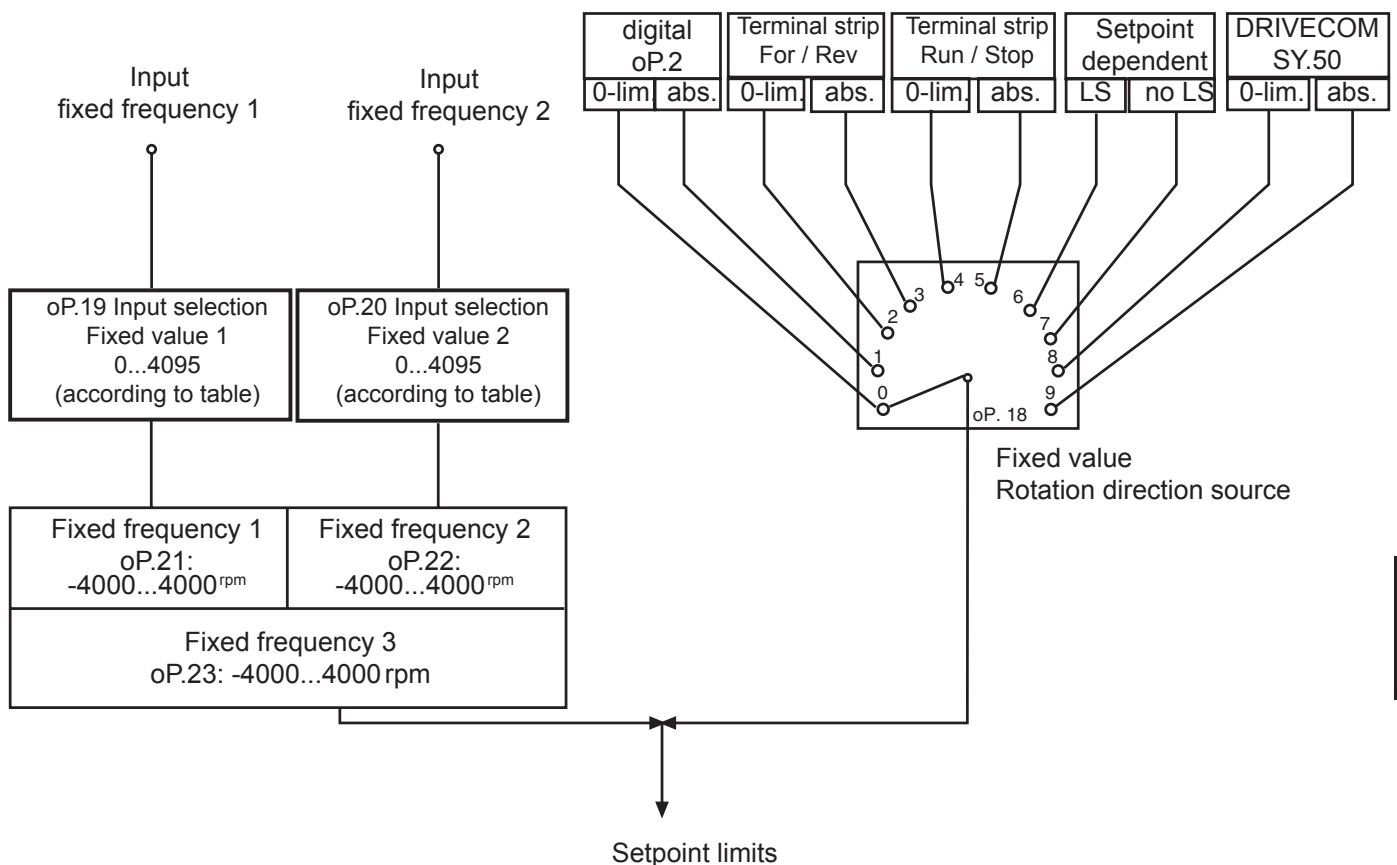 Input
fixed frequency 1
Input
fixed frequency 2
digital
oP.2
0-lim.
abs.
Terminal strip
For / Rev
0-lim.
abs.
Terminal strip
Run / Stop
0-lim.
abs.
Setpoint
dependent
LS
no LS
DRIVECOM
SY.50
0-lim.
abs.
oP.19 Input selection
Fixed value 1
0...4095
(according to table)
oP.20 Input selection
Fixed value 2
0...4095
(according to table)
0
1
2
3
4
5
6
7
8
9
oP. 18
Fixed value
Rotation direction source
Fixed frequency 1
oP.21:
-4000...4000 rpm
Fixed frequency 2
oP.22:
-4000...4000 rpm
Fixed frequency 3
oP.23: -4000...4000 rpm
Setpoint limits